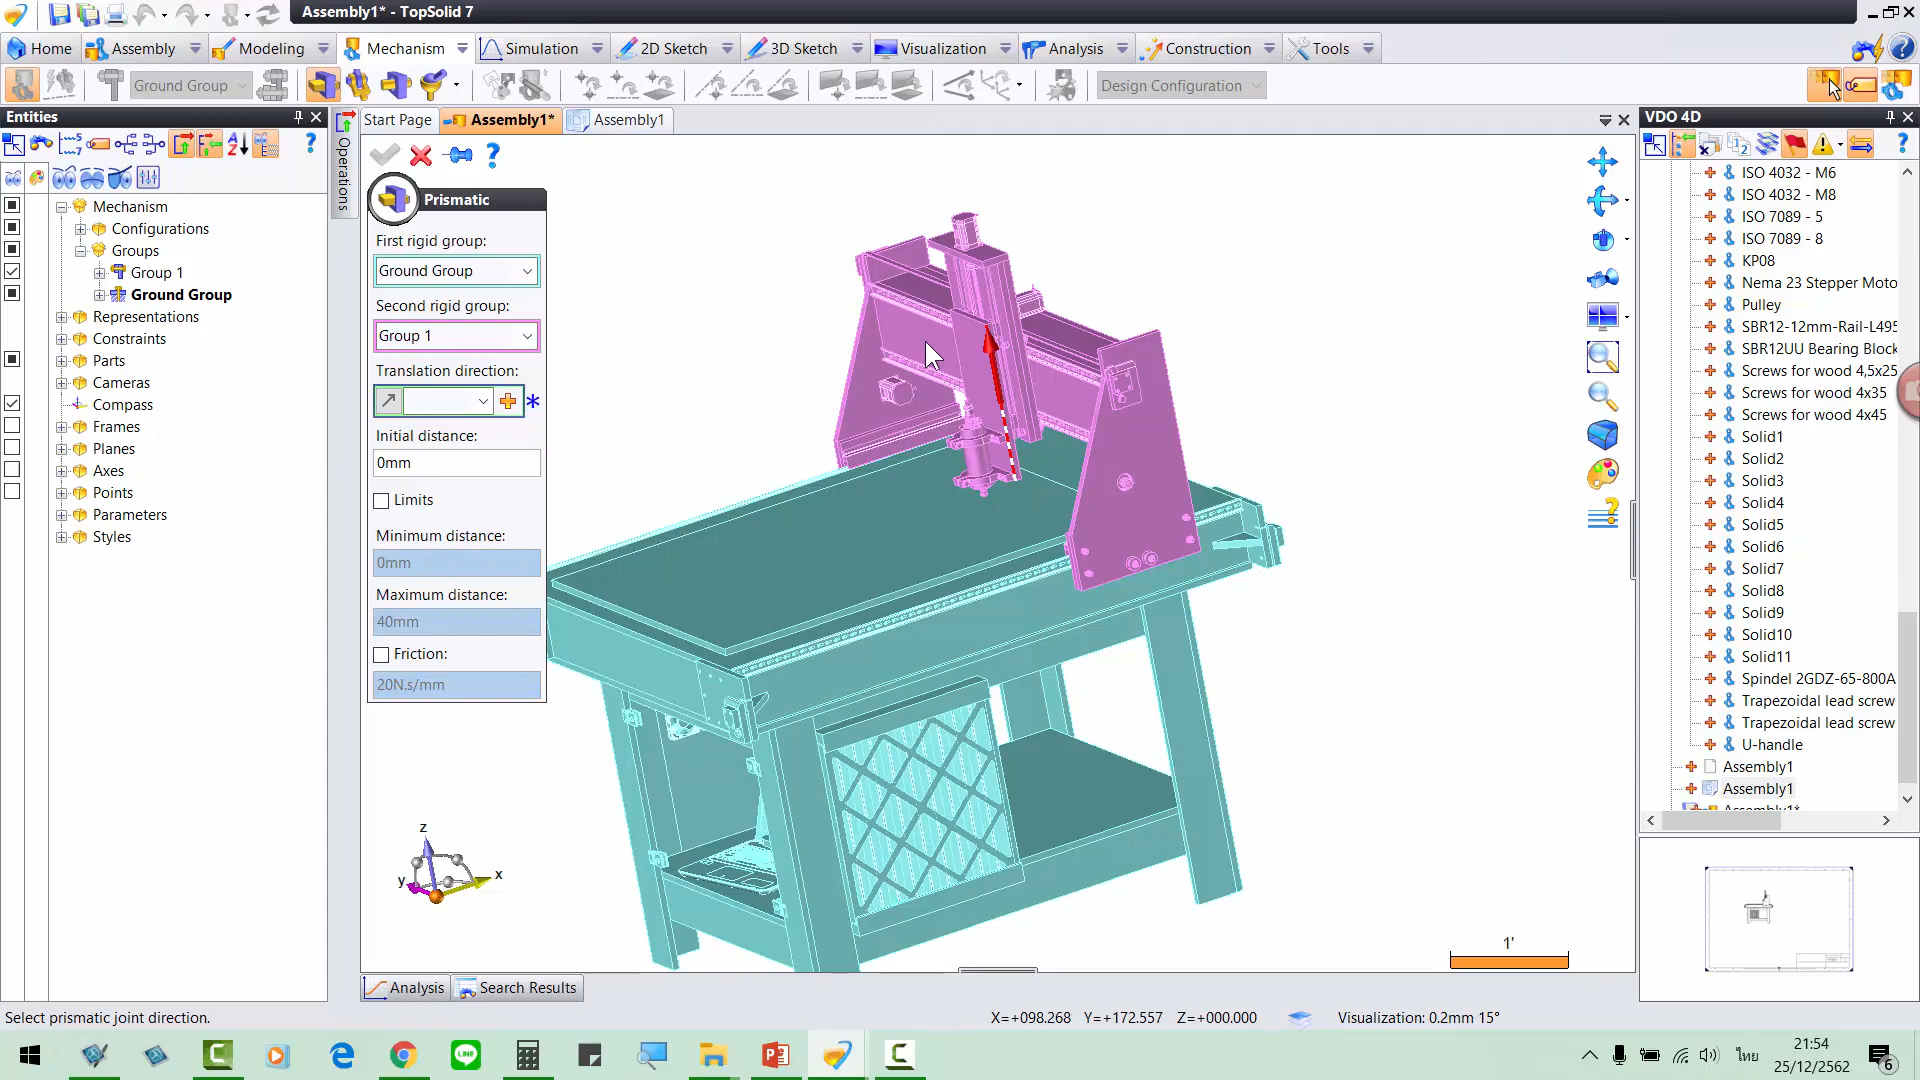 Assembly1* - TopSolid 7
Home
Assembly
Modeling
Mechanism
Simulation
2D Sketch
3D Sketch
Visualization
Analysis
Construction
Tools
Ground Group
Design Configuration
Entities
Start Page
Assembly1*
Assembly1
VDO 4D
Operations
Mechanism
Configurations
Groups
Group 1
Ground Group
Representations
Constraints
Parts
Cameras
Compass
Frames
Planes
Axes
Points
Parameters
Styles
Prismatic
First rigid group:
Ground Group
Second rigid group:
Group 1
Translation direction:
Initial distance:
0mm
Limits
Minimum distance:
0mm
Maximum distance:
40mm
Friction:
20N.s/mm
z
y
x
1'
ISO 4032 - M6
ISO 4032 - M8
ISO 7089 - 5
ISO 7089 - 8
KP08
Nema 23 Stepper Moto
Pulley
SBR12-12mm-Rail-L495
SBR12UU Bearing Block
Screws for wood 4,5x25
Screws for wood 4x35
Screws for wood 4x45
Solid1
Solid2
Solid3
Solid4
Solid5
Solid6
Solid7
Solid8
Solid9
Solid10
Solid11
Spindel 2GDZ-65-800A
Trapezoidal lead screw
Trapezoidal lead screw
U-handle
Assembly1
Assembly1
Assembly1*
Analysis
Search Results
Select prismatic joint direction.
X=+098.268 Y=+172.557 Z=+000.000
Visualization: 0.2mm 15°
LINE
ไทย
21:54
25/12/2562
6